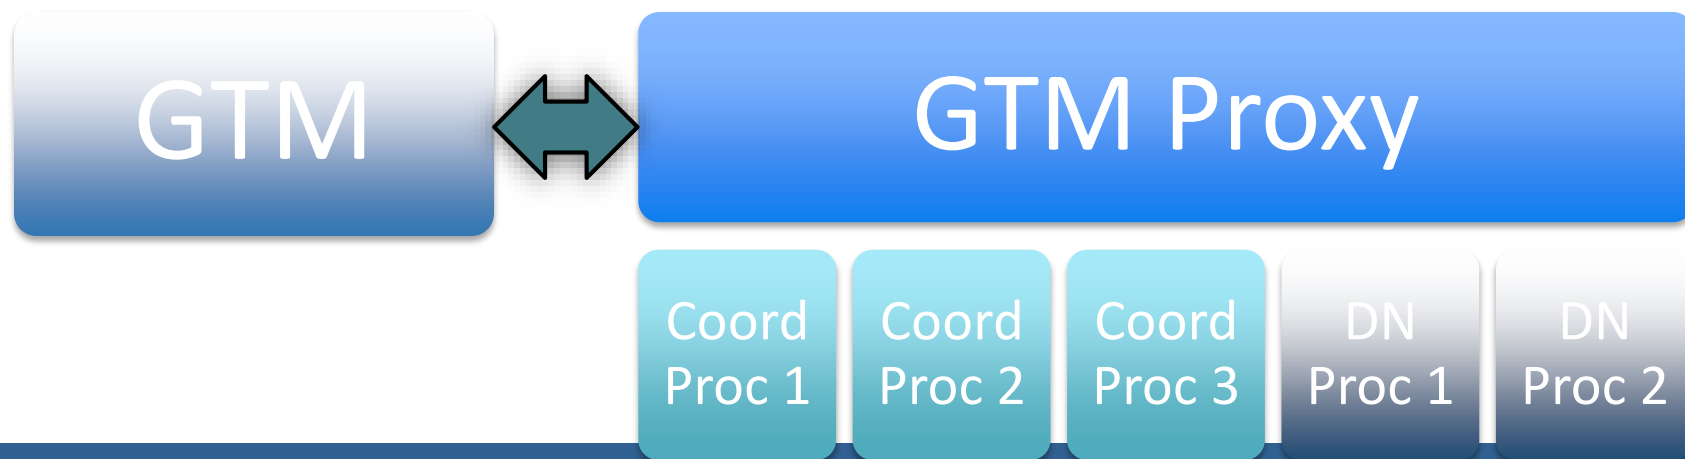 GTM
GTM Proxy
Coord
Proc 1
Coord
Proc 2
Coord
Proc 3
DN
Proc 1
DN
Proc 2